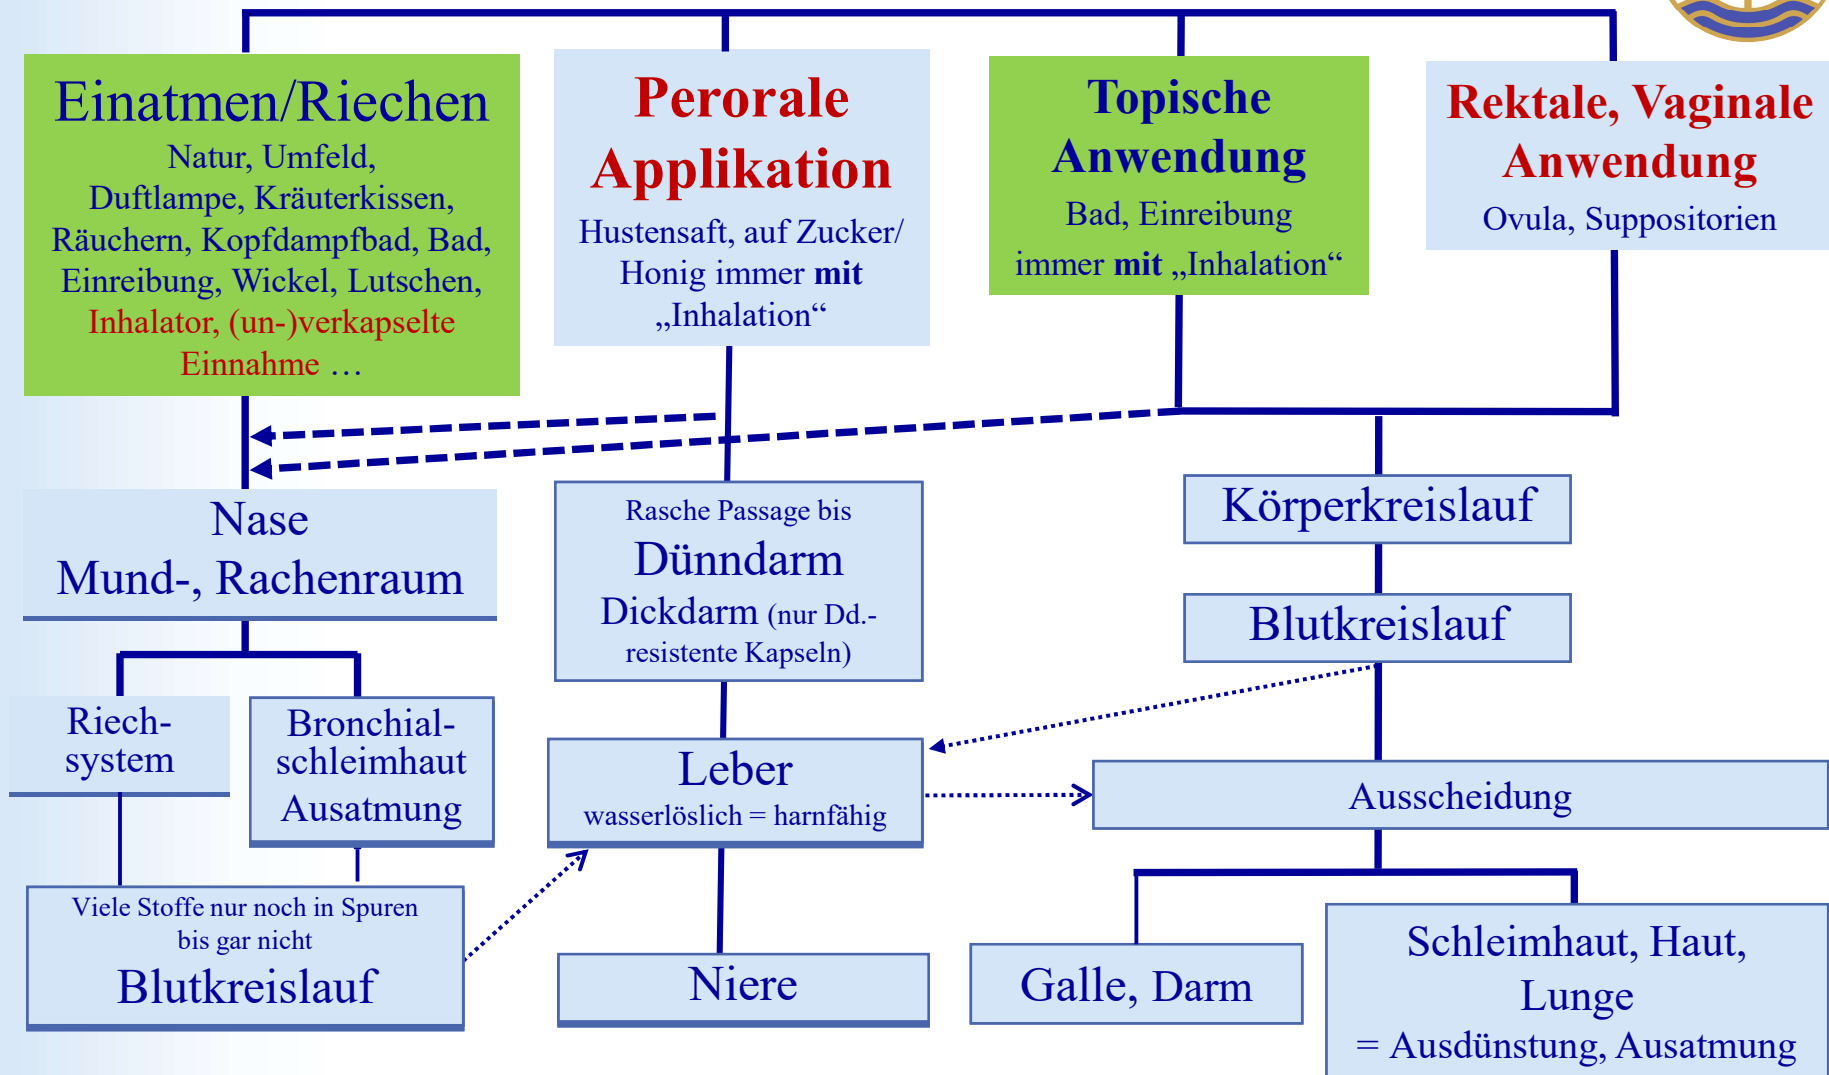 Einatmen/Riechen
Natur, Umfeld,
Duftlampe, Kräuterkissen,
Räuchern, Kopfdampfbad, Bad,
Einreibung, Wickel, Lutschen,
Inhalator, (un-)verkapselte
Einnahme …
Perorale
Applikation
Hustensaft, auf Zucker/
Honig immer mit
„Inhalation“
Topische
Anwendung
Bad, Einreibung
immer mit „Inhalation“
Rektale, Vaginale
Anwendung
Ovula, Suppositorien
Nase
Mund-, Rachenraum
Rasche Passage bis
Dünndarm
Dickdarm (nur Dd.-
resistente Kapseln)
Körperkreislauf
Blutkreislauf
Riech-
system
Bronchial-
schleimhaut
Ausatmung
Leber
wasserlöslich = harnfähig
Ausscheidung
Viele Stoffe nur noch in Spuren
bis gar nicht
Blutkreislauf
Niere
Galle, Darm
Schleimhaut, Haut,
Lunge
= Ausdünstung, Ausatmung